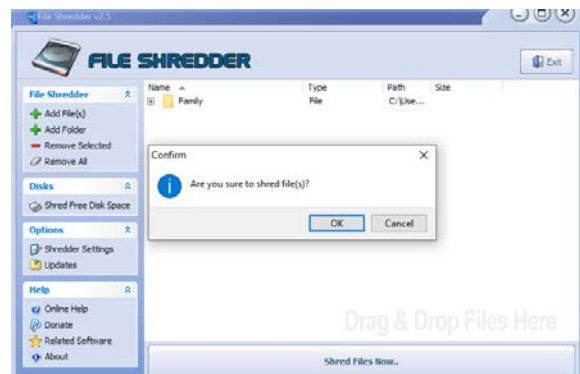 File Shredder v2.5
FILE SHREDDER
Exit
File Shredder
Add File(s)
Add Folder
Remove Selected
Remove All
Disks
Shred Free Disk Space
Options
Shredder Settings
Updates
Help
Online Help
Donate
Related Software
About
Name Type Path Size
Family File C:\Use...
Confirm
Are you sure to shred file(s)?
OK Cancel
Drag & Drop Files Here
Shred Files Now..